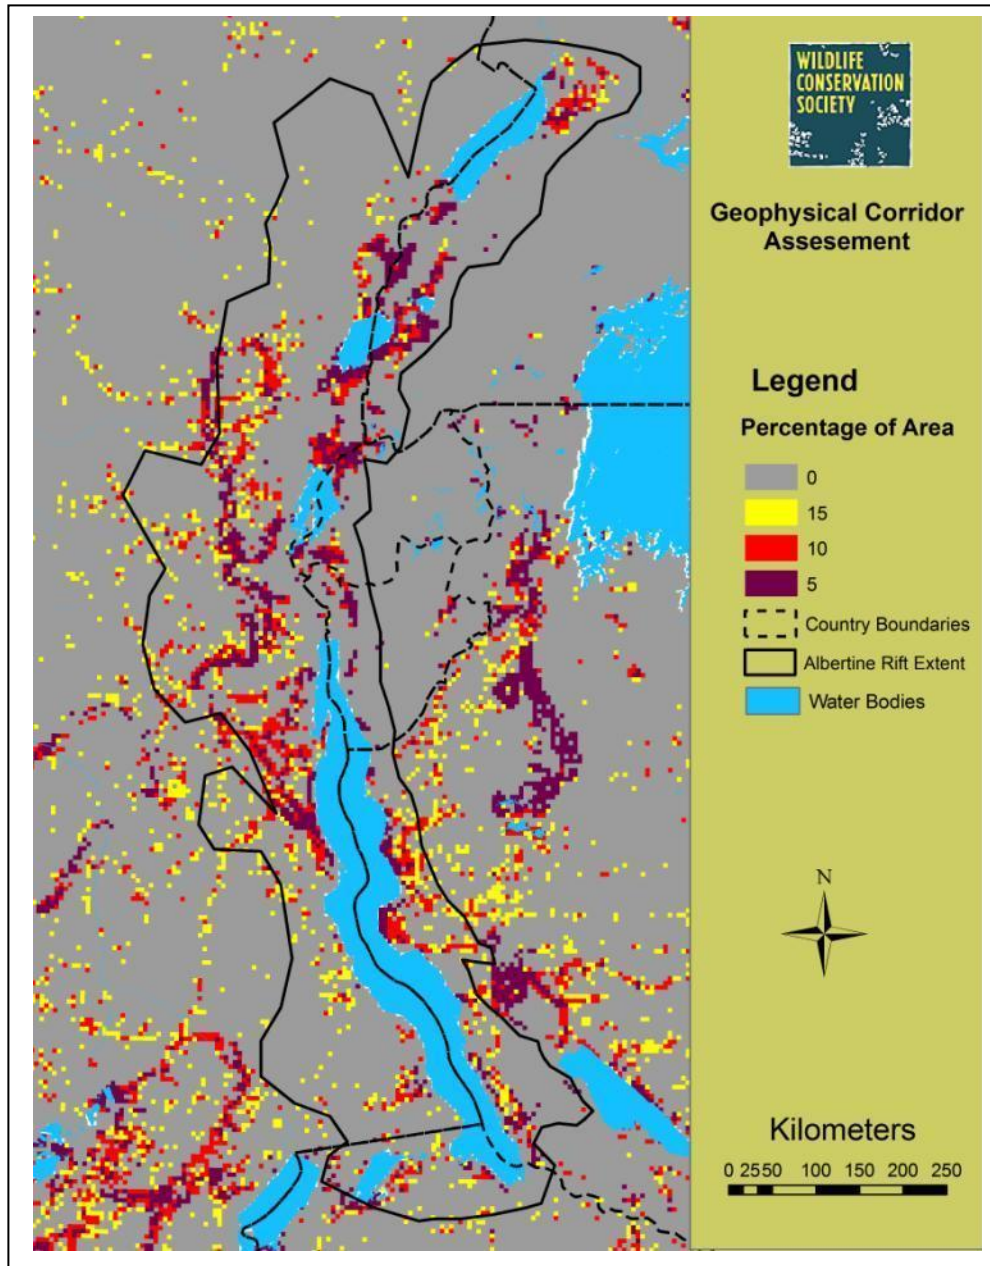 WILDLIFE
CONSERVATION
SOCIETY
Geophysical Corridor
Assesement
Legend
Percentage of Area
0
15
10
5
Country Boundaries
Albertine Rift Extent
Water Bodies
N
Kilometers
0 2550 100 150 200 250